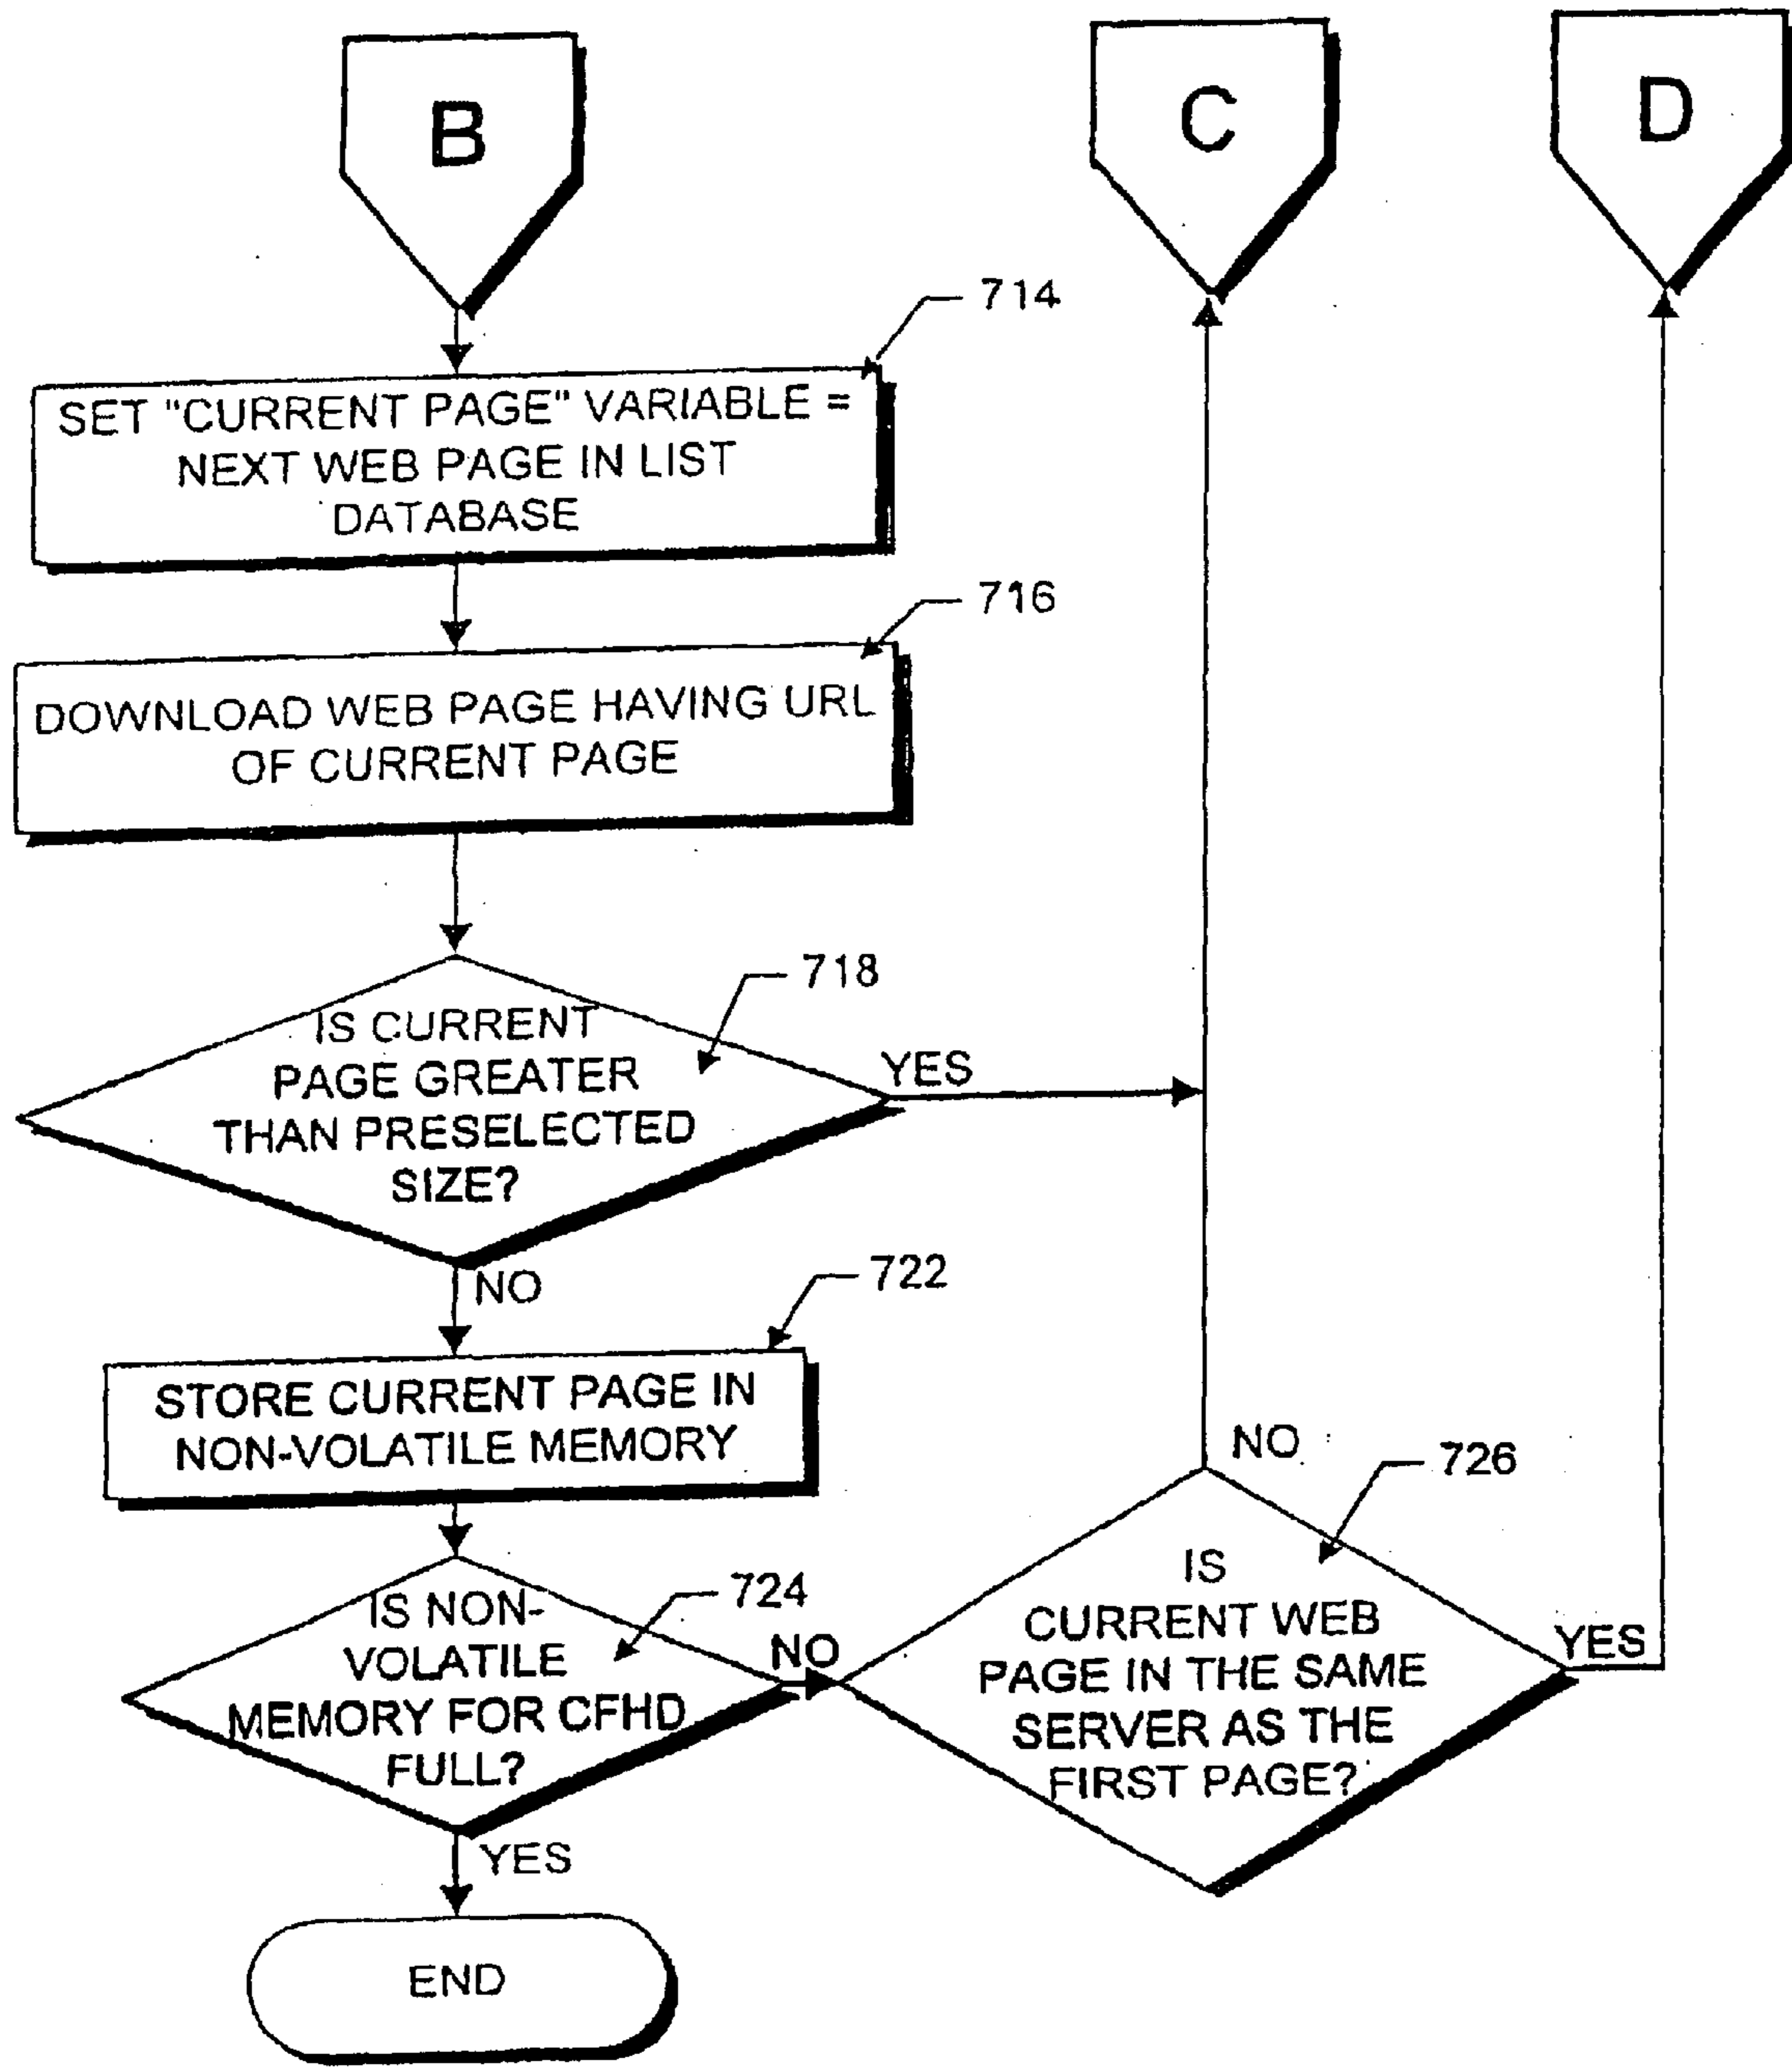 B
C
D
714
SET "CURRENT PAGE" VARIABLE =
NEXT WEB PAGE IN LIST
DATABASE
716
DOWNLOAD WEB PAGE HAVING URL
OF CURRENT PAGE
718
IS CURRENT
PAGE GREATER
THAN PRESELECTED
SIZE?
YES
NO
722
STORE CURRENT PAGE IN
NON-VOLATILE MEMORY
724
IS NON-
VOLATILE
MEMORY FOR CFHD
FULL?
NO
YES
726
IS
CURRENT WEB
PAGE IN THE SAME
SERVER AS THE
FIRST PAGE?
NO
YES
END